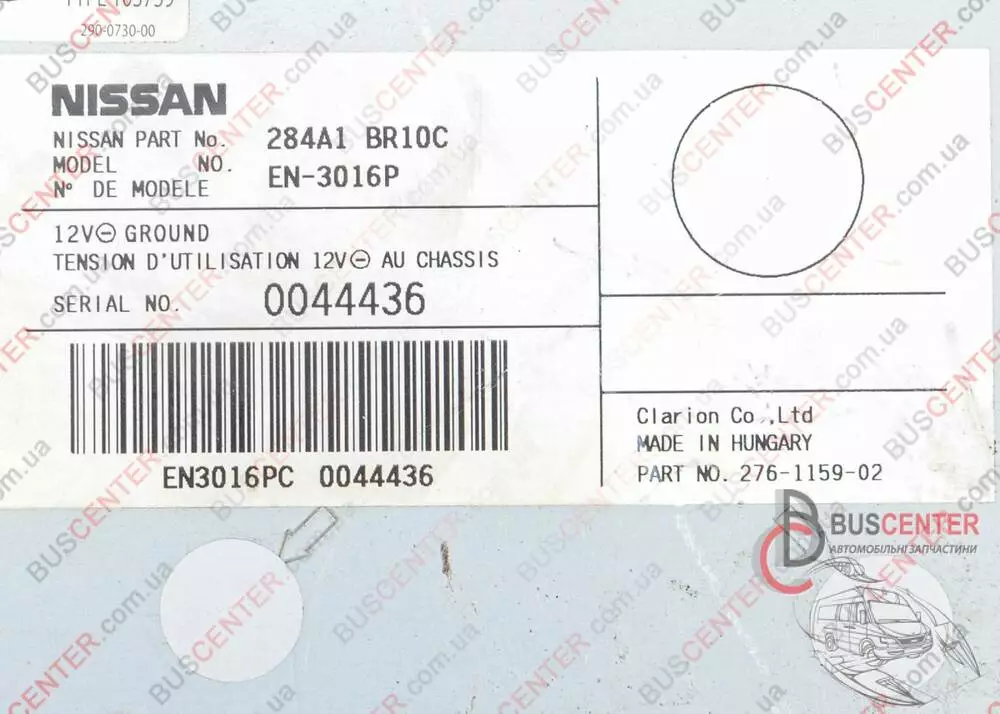 290-0730-00
NISSAN
NISSAN PART No. 284A1 BR10C
MODEL NO. EN-3016P
N° DE MODELE
12V⊖ GROUND
TENSION D'UTILISATION 12V⊖ AU CHASSIS
SERIAL NO. 0044436
EN3016PC 0044436
Clarion Co.,Ltd
MADE IN HUNGARY
PART NO. 276-1159-02
BUSCENTER
АВТОМОБІЛЬНІ ЗАПЧАСТИНИ
BUSCENTER.com.ua